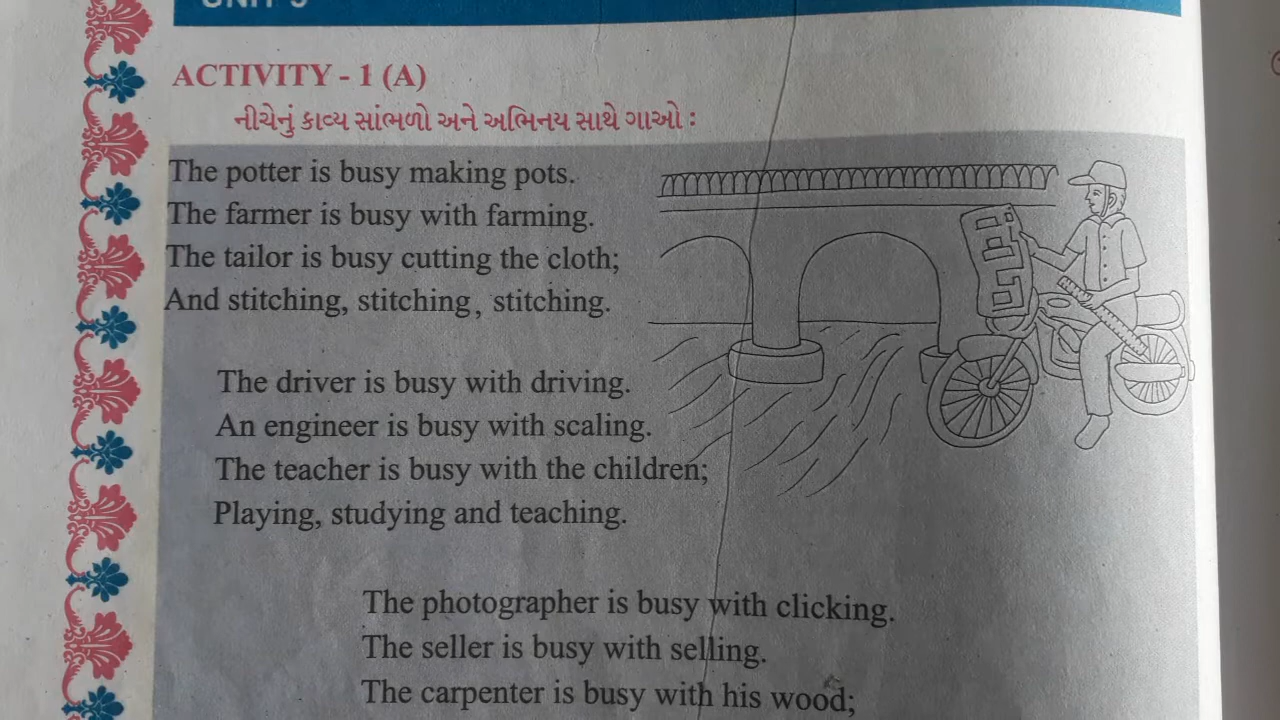 UNIT
ACTIVITY - 1 (A)
નીચેનું કાવ્ય સાંભળો અને અભિનય સાથે ગાઓ :
The potter is busy making pots.
The farmer is busy with farming.
The tailor is busy cutting the cloth;
And stitching, stitching, stitching.
The driver is busy with driving.
An engineer is busy with scaling.
The teacher is busy with the children;
Playing, studying and teaching.
The photographer is busy with clicking.
The seller is busy with selling.
The carpenter is busy with his wood;